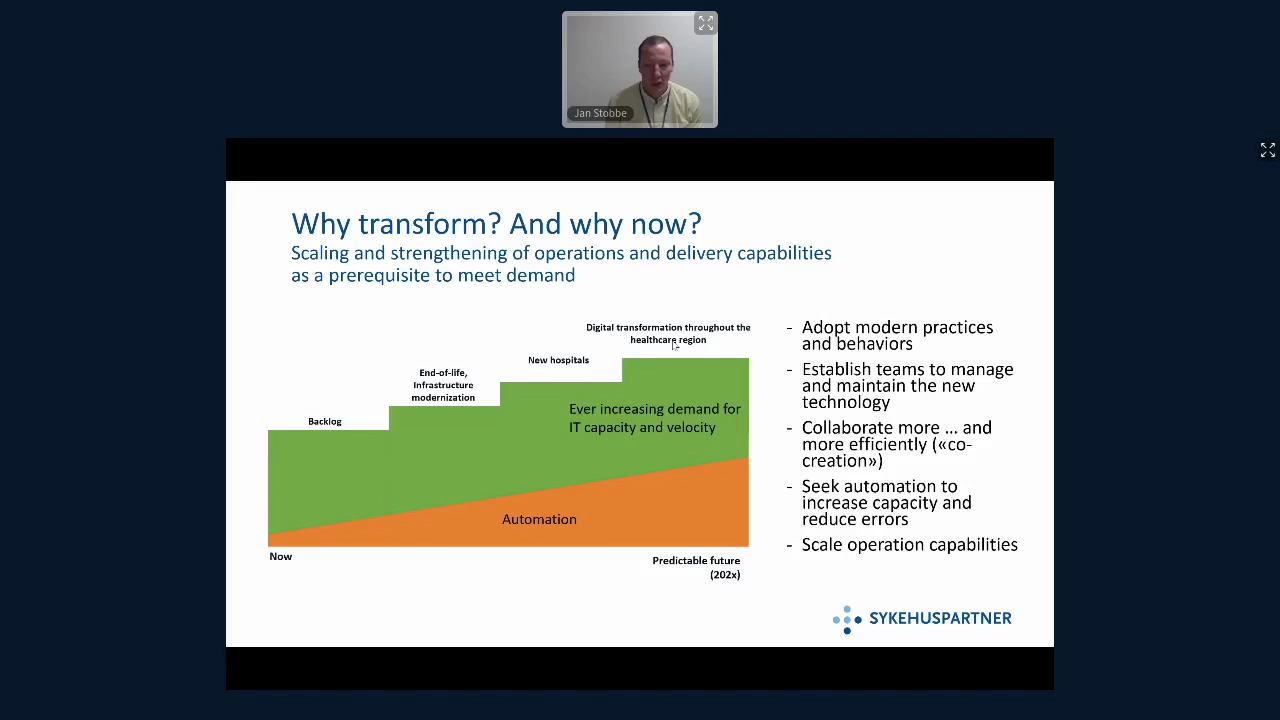 Jan Stobbe
Why transform? And why now?
Scaling and strengthening of operations and delivery capabilities
as a prerequisite to meet demand
Digital transformation throughout the
healthcare region
New hospitals
End-of-life,
Infrastructure
modernization
Backlog
Ever increasing demand for
IT capacity and velocity
Automation
Now
Predictable future
(202x)
- Adopt modern practices
and behaviors
- Establish teams to manage
and maintain the new
technology
- Collaborate more ... and
more efficiently («co-
creation»)
- Seek automation to
increase capacity and
reduce errors
- Scale operation capabilities
SYKEHUSPARTNER